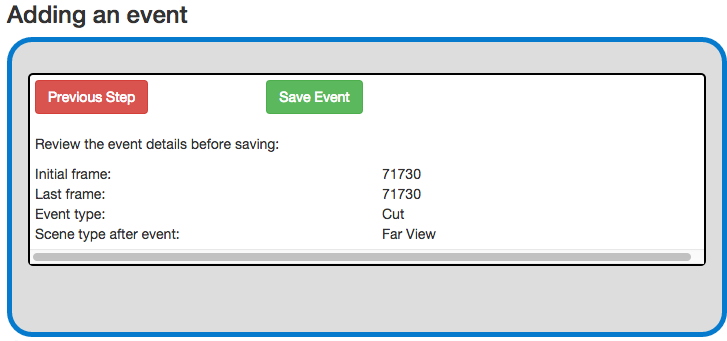 Adding an event
Previous Step Save Event
Review the event details before saving:
Initial frame: 71730
Last frame: 71730
Event type: Cut
Scene type after event: Far View